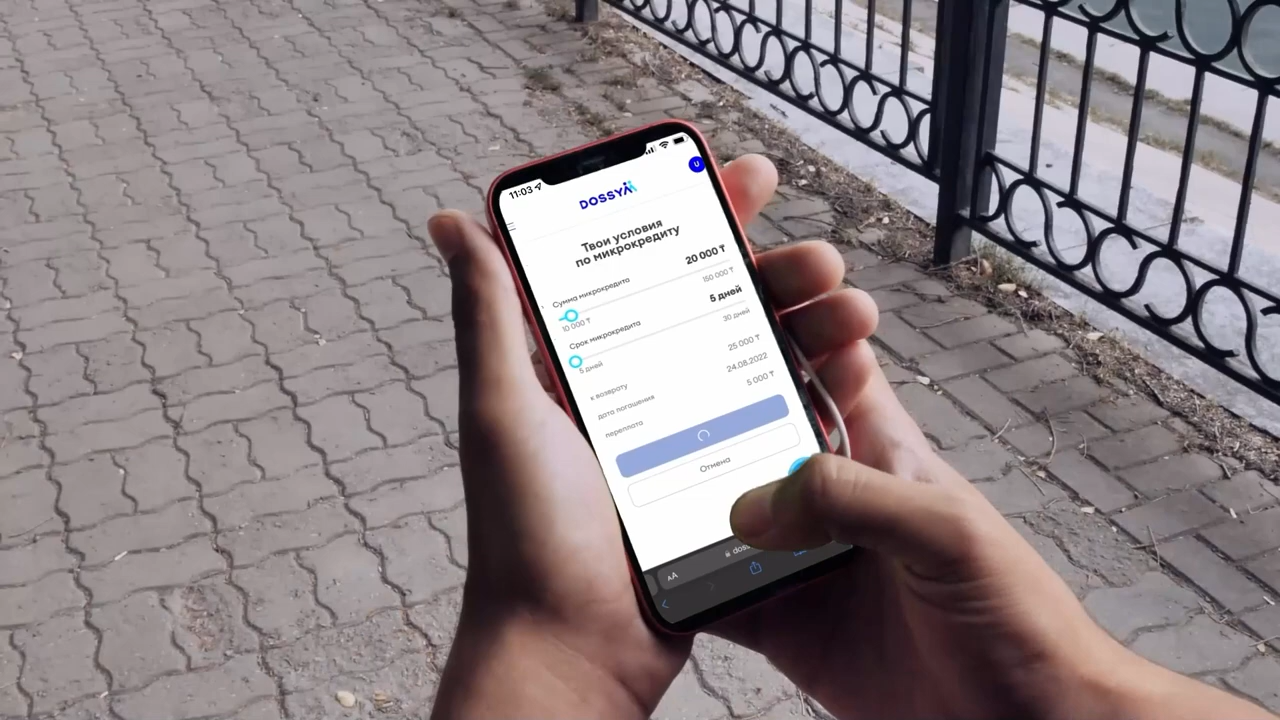 11:03
DOSSYM
U
Твои условия
по микрокредиту
Сумма микрокредита 20 000 ₸
10 000 ₸ 150 000 ₸
Срок микрокредита 5 дней
5 дней 30 дней
к возврату 25 000 ₸
дата погашения 24.08.2022
переплата 5 000 ₸
Отмена
AA